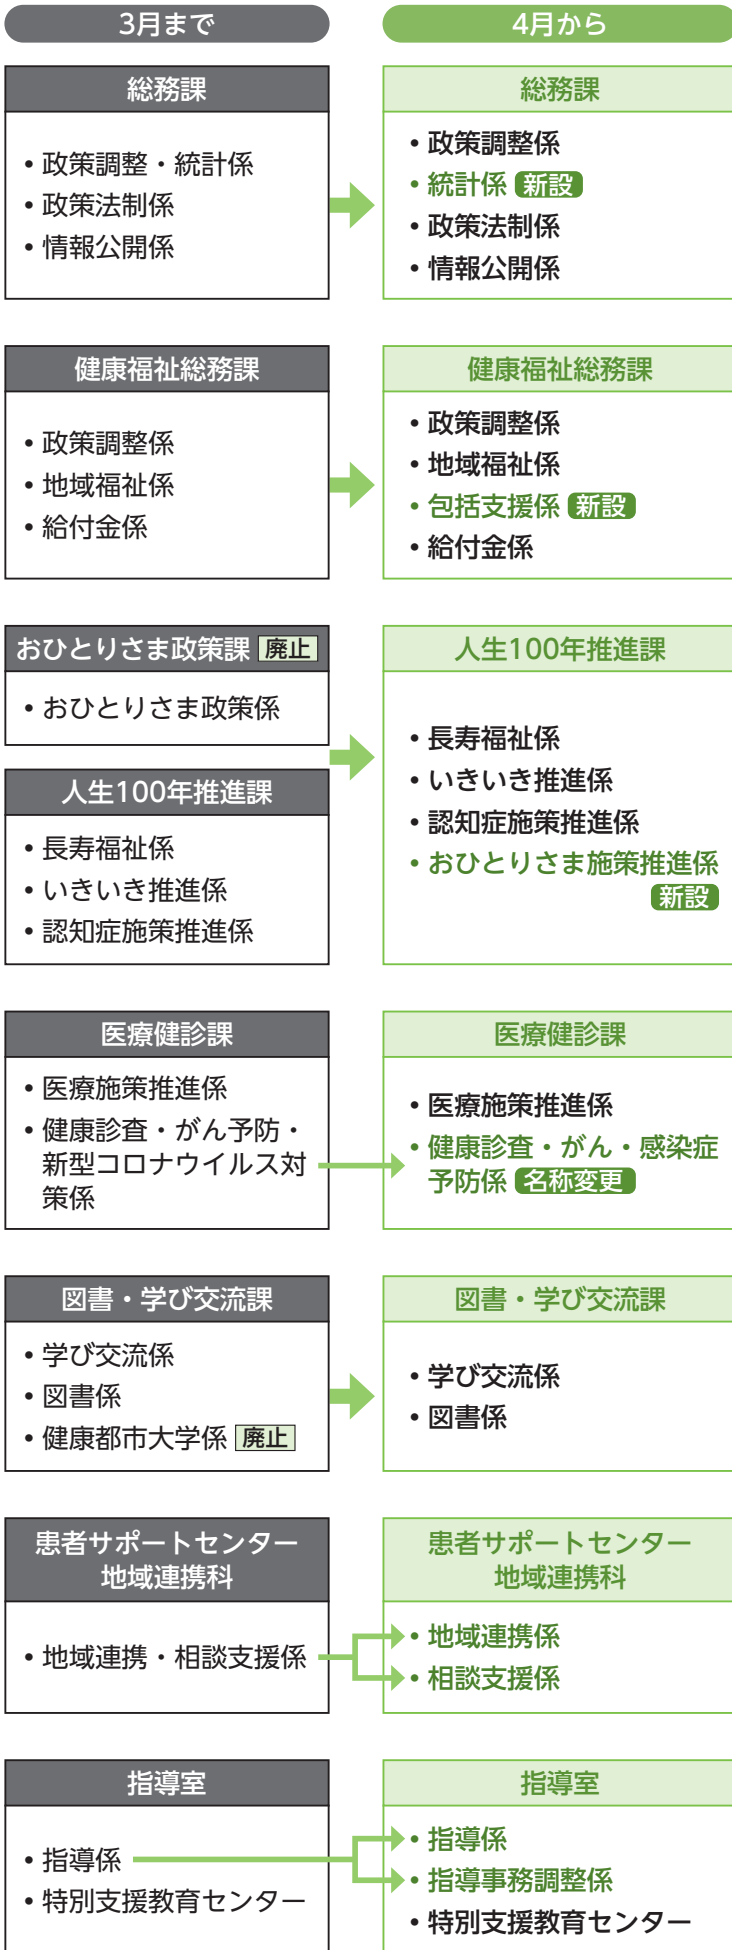 3月まで
4月から
総務課
・政策調整・統計係
・政策法制係
・情報公開係
総務課
・政策調整係
・統計係 新設
・政策法制係
・情報公開係
健康福祉総務課
・政策調整係
・地域福祉係
・給付金係
健康福祉総務課
・政策調整係
・地域福祉係
・包括支援係 新設
・給付金係
おひとりさま政策課 廃止
・おひとりさま政策係
人生100年推進課
・長寿福祉係
・いきいき推進係
・認知症施策推進係
人生100年推進課
・長寿福祉係
・いきいき推進係
・認知症施策推進係
・おひとりさま施策推進係
新設
医療健診課
・医療施策推進係
・健康診査・がん予防・
新型コロナウイルス対
策係
医療健診課
・医療施策推進係
・健康診査・がん・感染症
予防係 名称変更
図書・学び交流課
・学び交流係
・図書係
・健康都市大学係 廃止
図書・学び交流課
・学び交流係
・図書係
患者サポートセンター
地域連携科
・地域連携・相談支援係
患者サポートセンター
地域連携科
・地域連携係
・相談支援係
指導室
・指導係
・特別支援教育センター
指導室
・指導係
・指導事務調整係
・特別支援教育センター